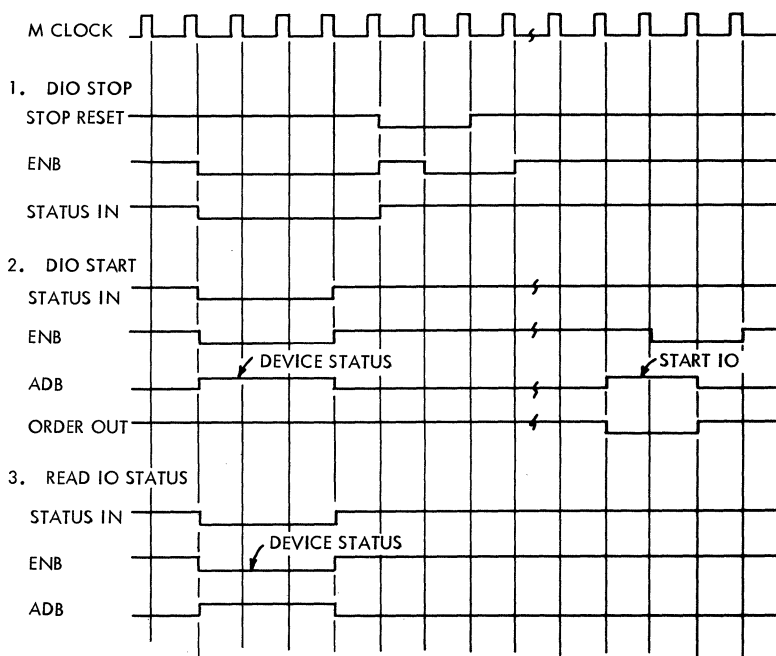 M CLOCK
1. DIO STOP
STOP RESET
ENB
STATUS IN
2. DIO START
STATUS IN
ENB
DEVICE STATUS
START IO
ADB
ORDER OUT
3. READ IO STATUS
STATUS IN
DEVICE STATUS
ENB
ADB